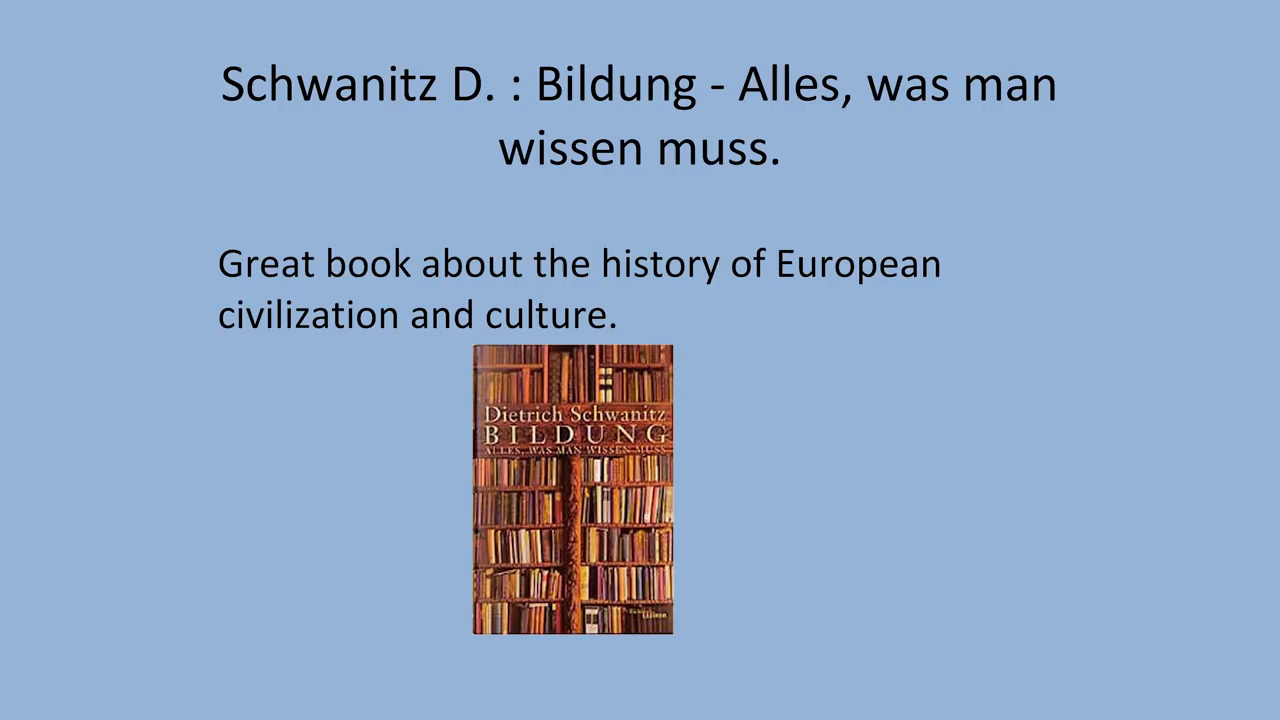 Schwanitz D. : Bildung - Alles, was man
wissen muss.
Great book about the history of European
civilization and culture.
Dietrich Schwanitz
BILDUNG
ALLES, WAS MAN WISSEN MUSS